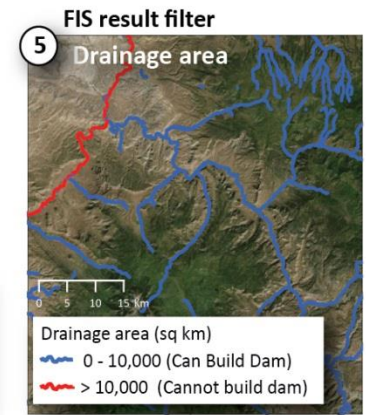 FIS result filter
5 Drainage area
0 5 10 15 km
Drainage area (sq km)
0 - 10,000 (Can Build Dam)
> 10,000 (Cannot build dam)